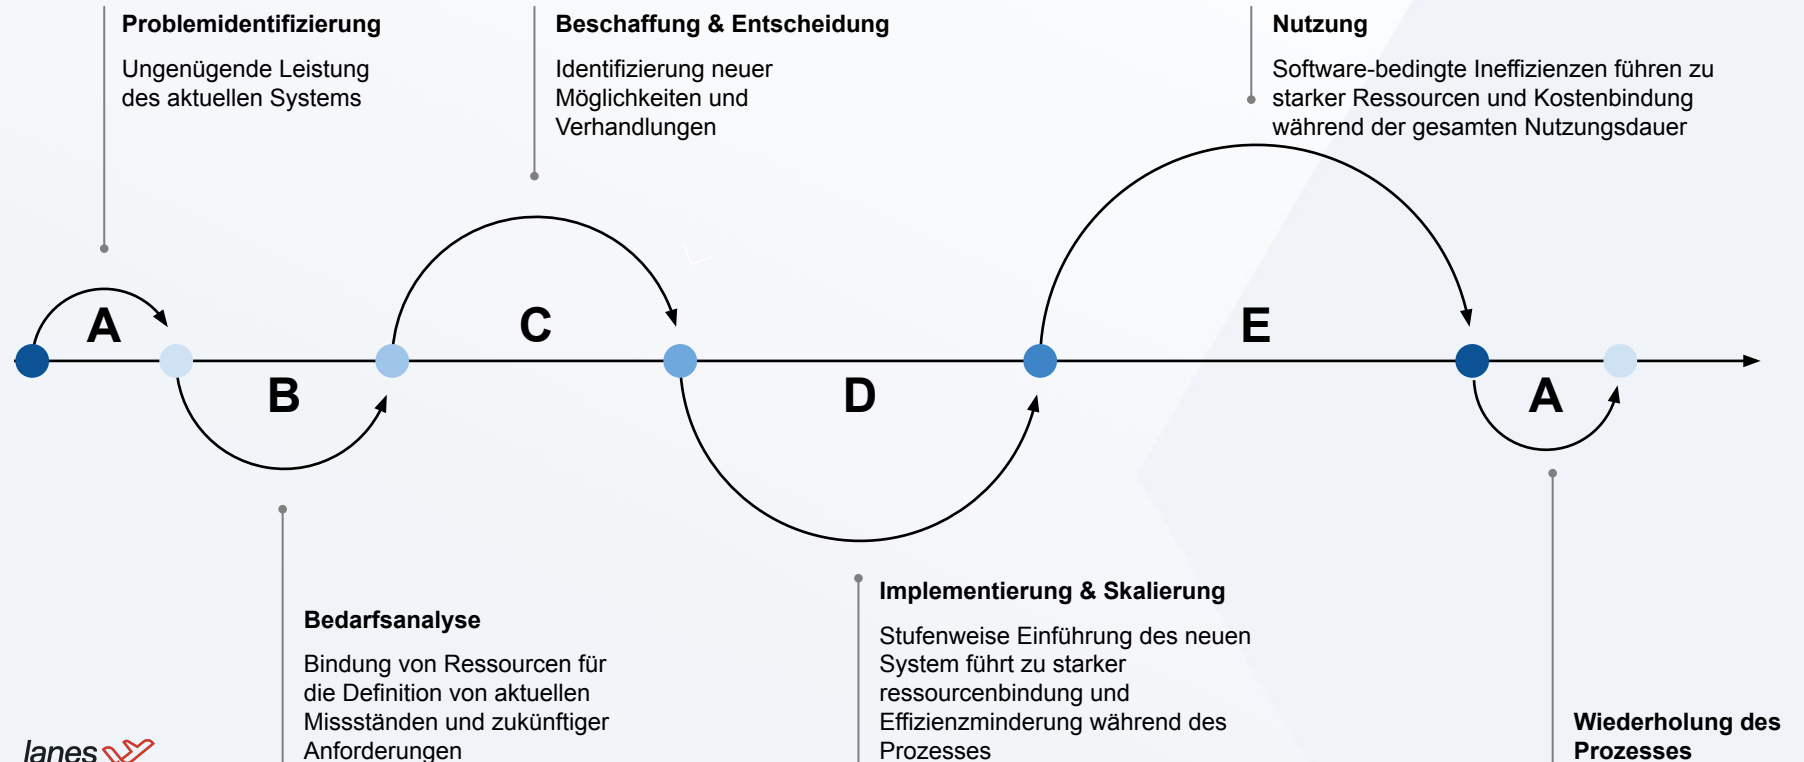 Problemidentifizierung
Ungenügende Leistung
des aktuellen Systems
Beschaffung & Entscheidung
Identifizierung neuer
Möglichkeiten und
Verhandlungen
Nutzung
Software-bedingte Ineffizienzen führen zu
starker Ressourcen und Kostenbindung
während der gesamten Nutzungsdauer
A
B
C
D
E
A
Bedarfsanalyse
Bindung von Ressourcen für
die Definition von aktuellen
Missständen und zukünftiger
Anforderungen
Implementierung & Skalierung
Stufenweise Einführung des neuen
System führt zu starker
ressourcenbindung und
Effizienzminderung während des
Prozesses
Wiederholung des
Prozesses
lanes